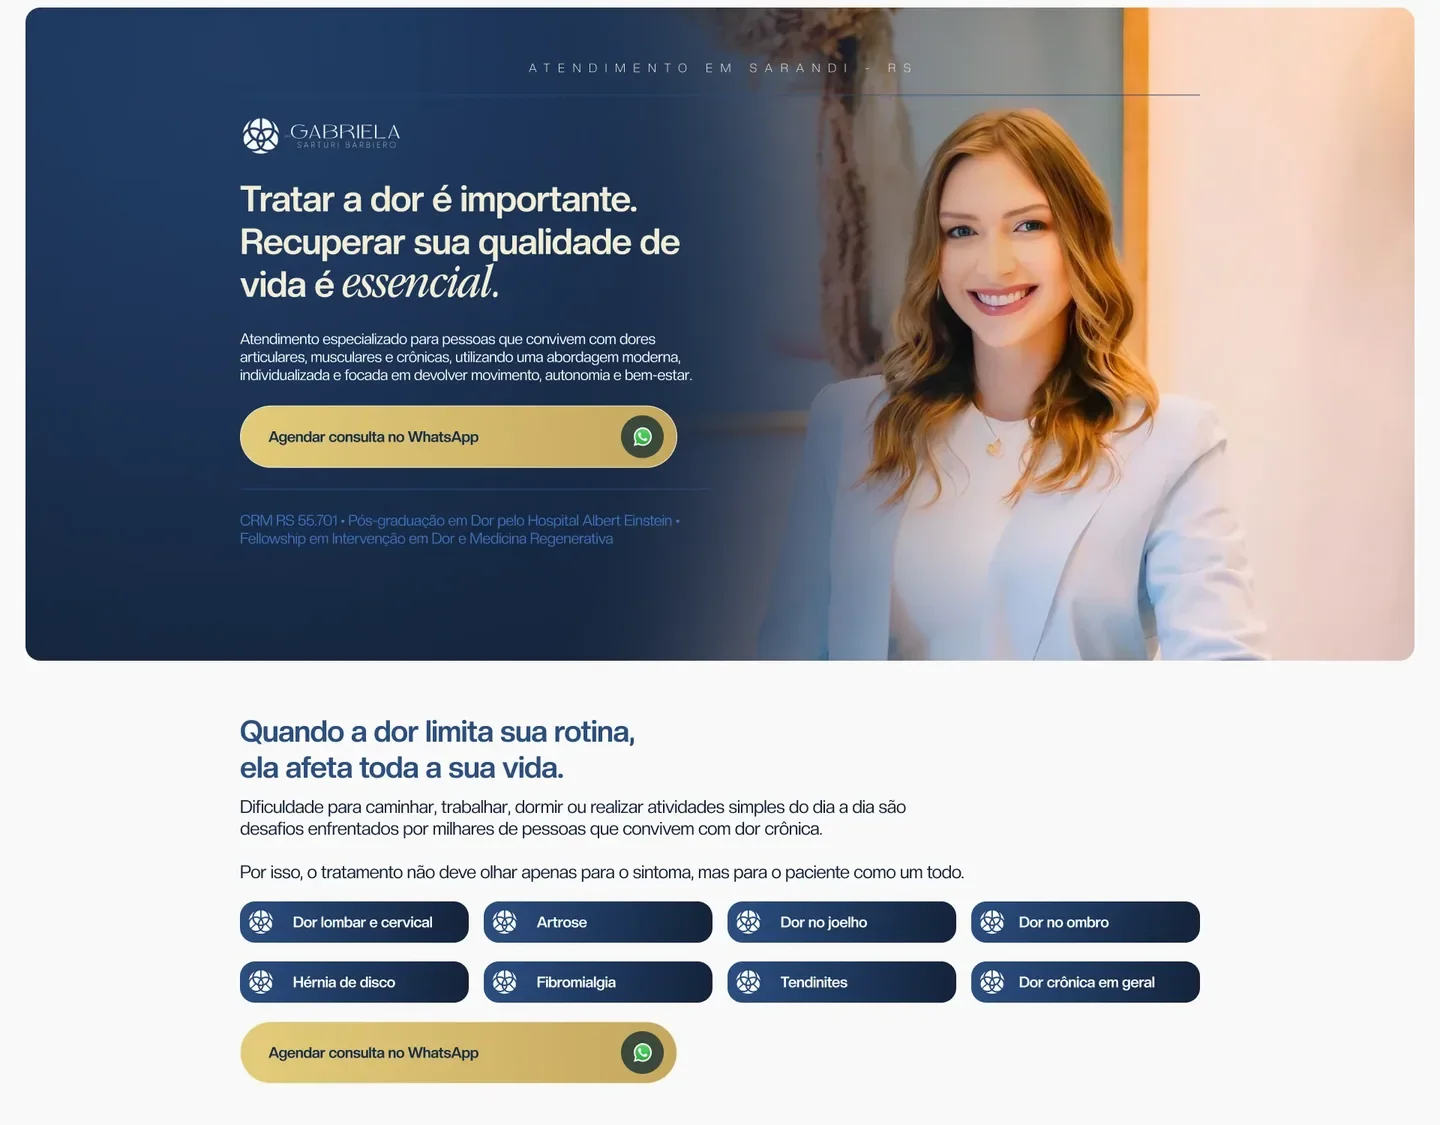 ATENDIMENTO EM SARANDI - RS
GABRIELA
SARTURI BARBIERO
Tratar a dor é importante.
Recuperar sua qualidade de
vida é essencial.
Atendimento especializado para pessoas que convivem com dores
articulares, musculares e crônicas, utilizando uma abordagem moderna,
individualizada e focada em devolver movimento, autonomia e bem-estar.
Agendar consulta no WhatsApp
CRM RS 55.701 • Pós-graduação em Dor pelo Hospital Albert Einstein •
Fellowship em Intervenção em Dor e Medicina Regenerativa
Quando a dor limita sua rotina,
ela afeta toda a sua vida.
Dificuldade para caminhar, trabalhar, dormir ou realizar atividades simples do dia a dia são
desafios enfrentados por milhares de pessoas que convivem com dor crônica.
Por isso, o tratamento não deve olhar apenas para o sintoma, mas para o paciente como um todo.
Dor lombar e cervical
Artrose
Dor no joelho
Dor no ombro
Hérnia de disco
Fibromialgia
Tendinites
Dor crônica em geral
Agendar consulta no WhatsApp